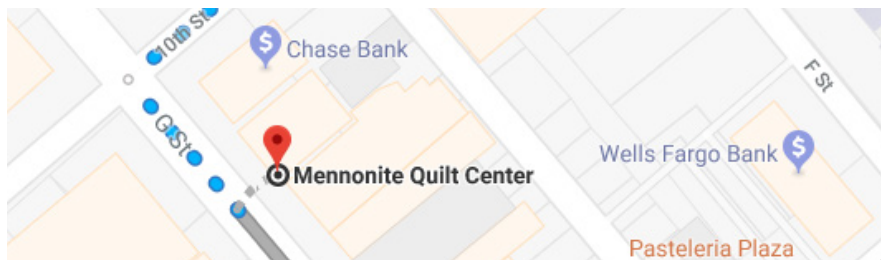 10th St
Chase Bank
F St
G St
Wells Fargo Bank
Mennonite Quilt Center
Pasteleria Plaza